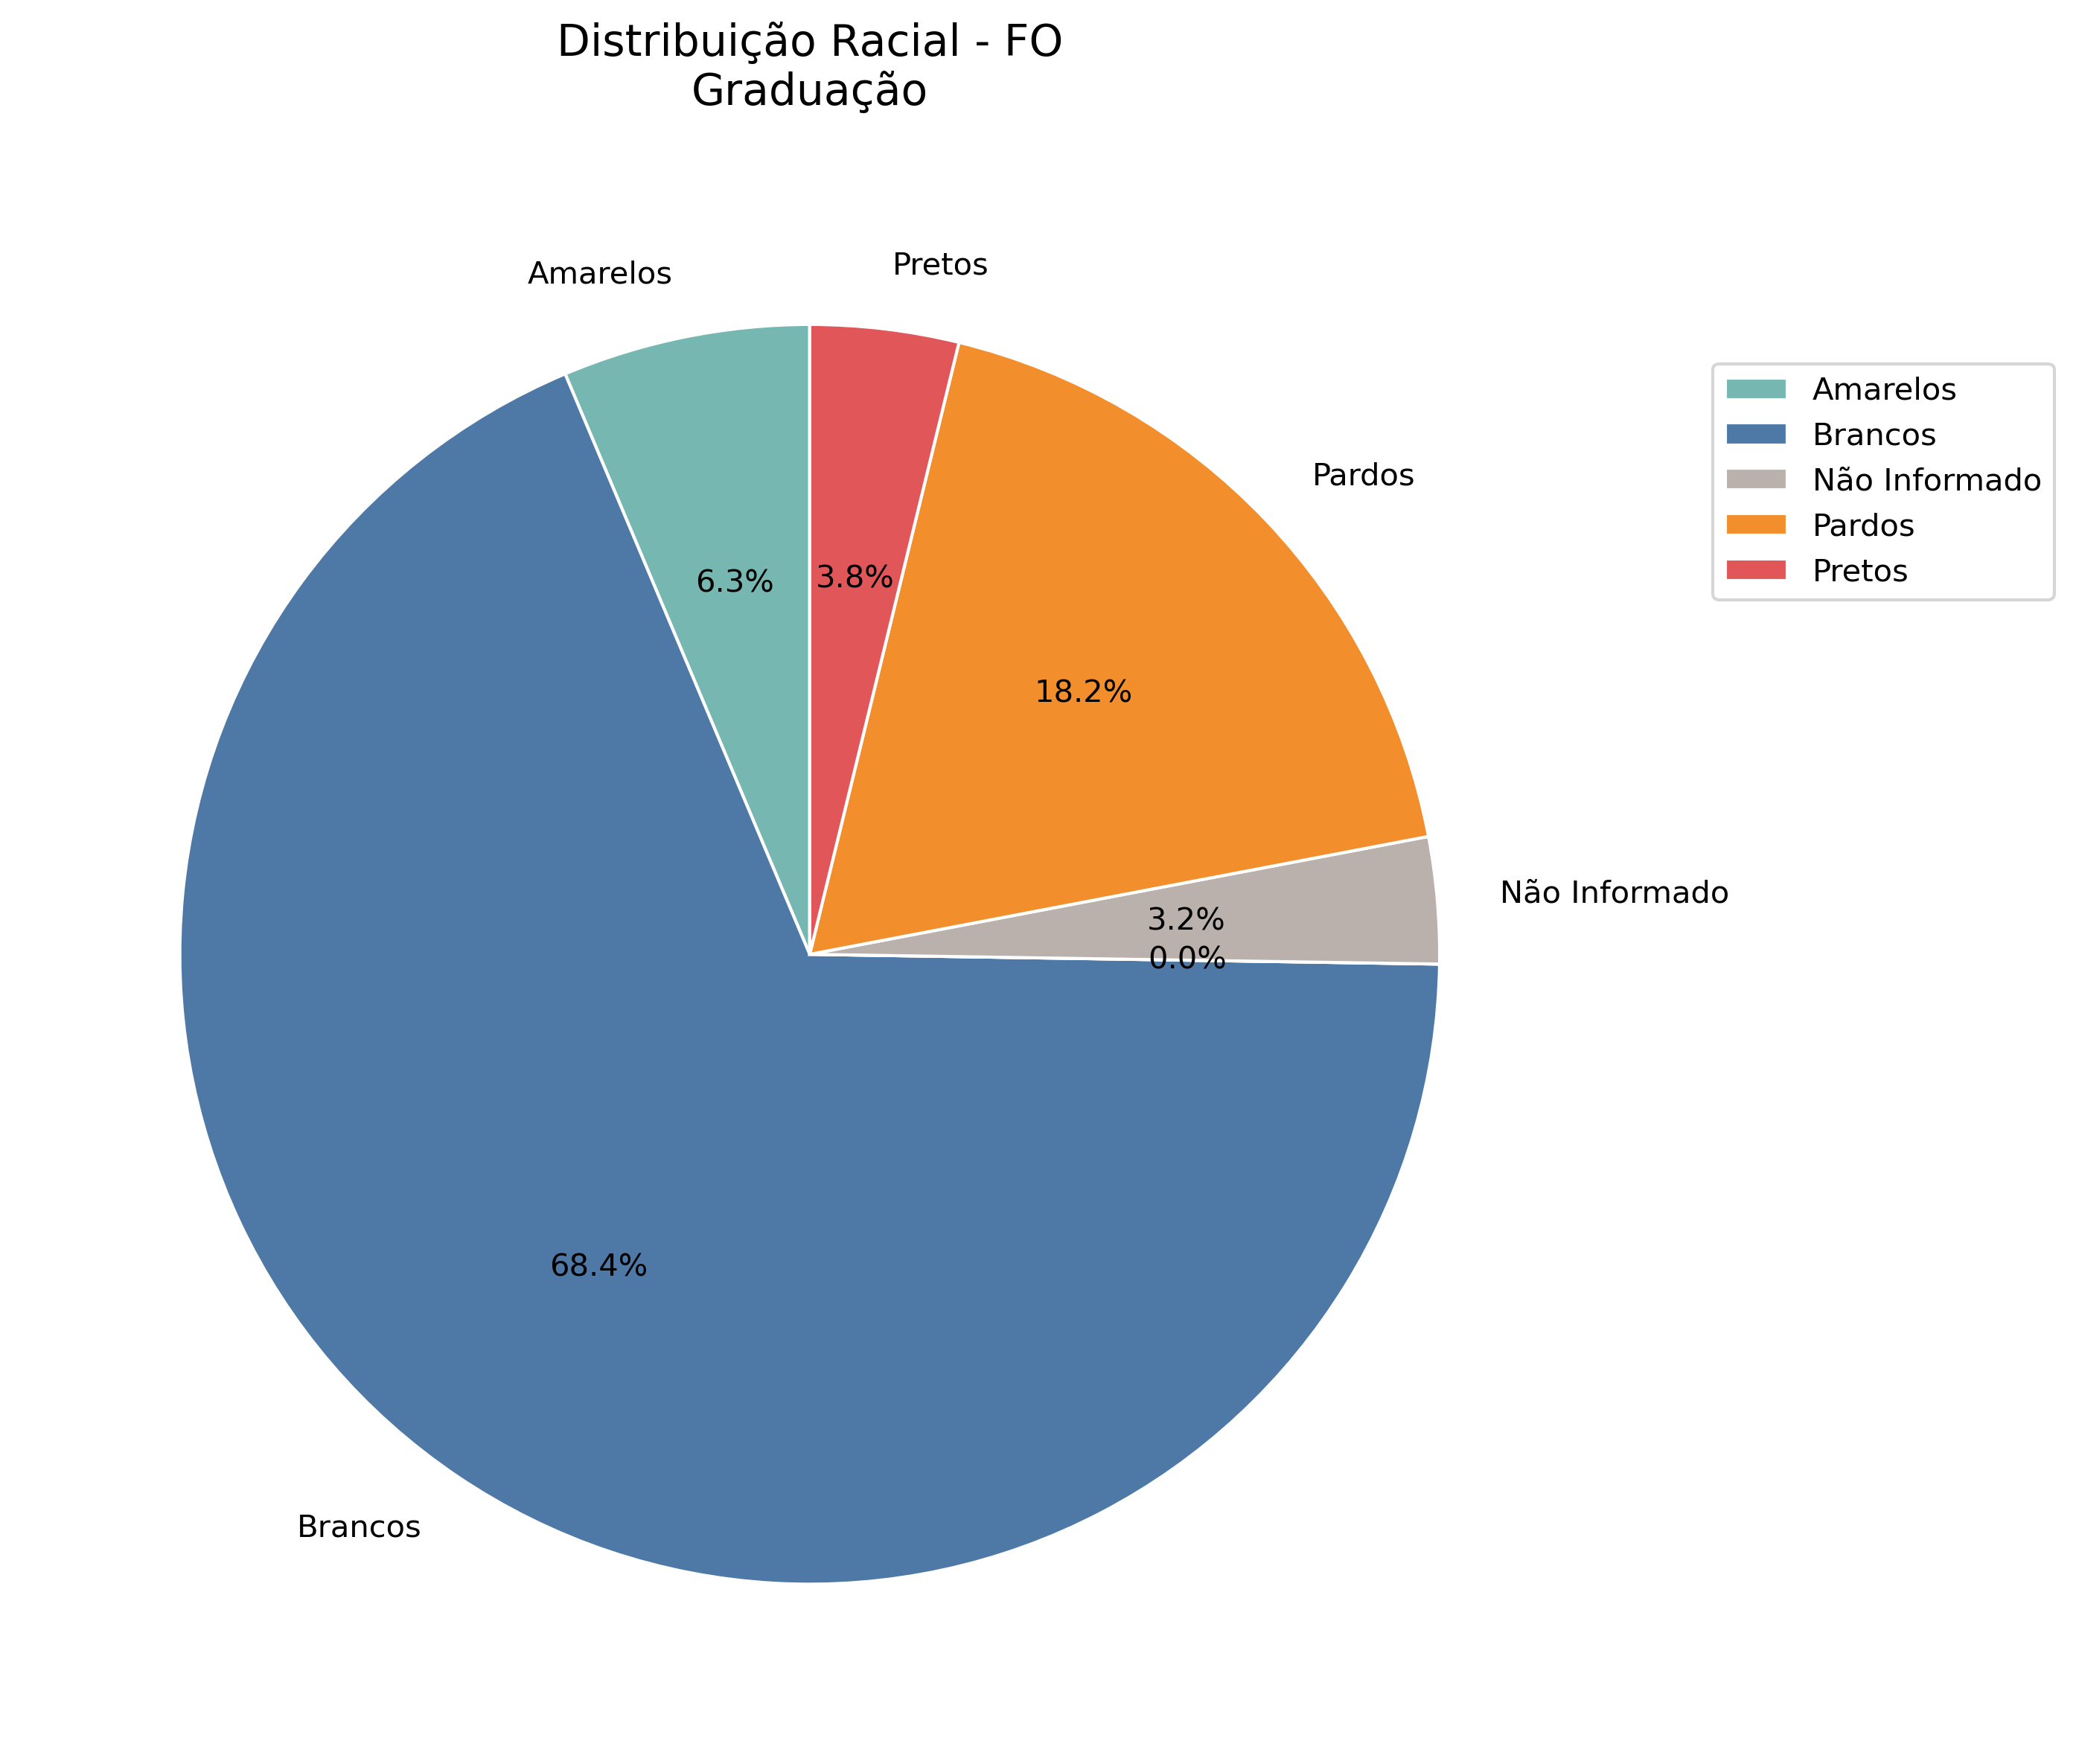 Distribuição Racial - FO
Graduação
Amarelos
Pretos
Pardos
Amarelos
Brancos
Não Informado
Pardos
Pretos
6.3%
3.8%
18.2%
Não Informado
3.2%
0.0%
68.4%
Brancos